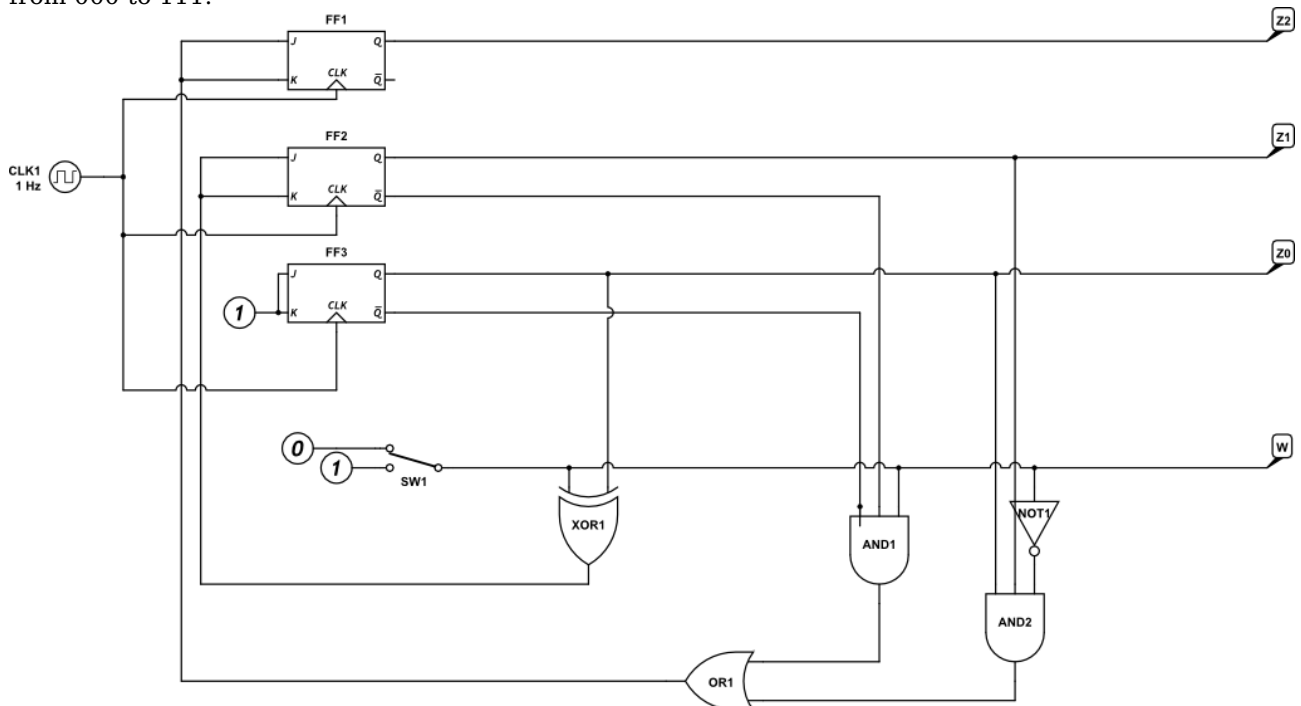 from 000 to 111.
FF1
J
Q
Z2
K
CLK
Q
FF2
J
Q
Z1
CLK1
1 Hz
K
CLK
Q
FF3
J
Q
Z0
1
K
CLK
Q
0
W
1
SW1
XOR1
NOT1
AND1
AND2
OR1